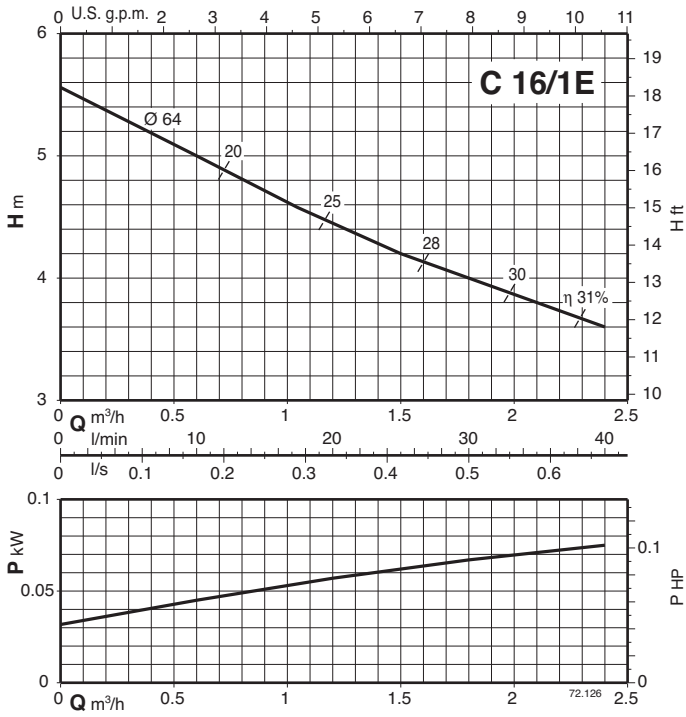 0 U.S. g.p.m. 2 3 4 5 6 7 8 9 10 11
6
5
4
3
H m
C 16/1E
Ø 64
20
25
28
30
η 31%
19
18
17
16
15
14
13
12
11
10
H ft
0 Q m³/h 0.5 1 1.5 2 2.5
0 l/min 10 20 30 40
0 l/s 0.1 0.2 0.3 0.4 0.5 0.6
0.1
0.05
0
P kW
0.1
0
P HP
72.126
0 Q m³/h 0.5 1 1.5 2 2.5